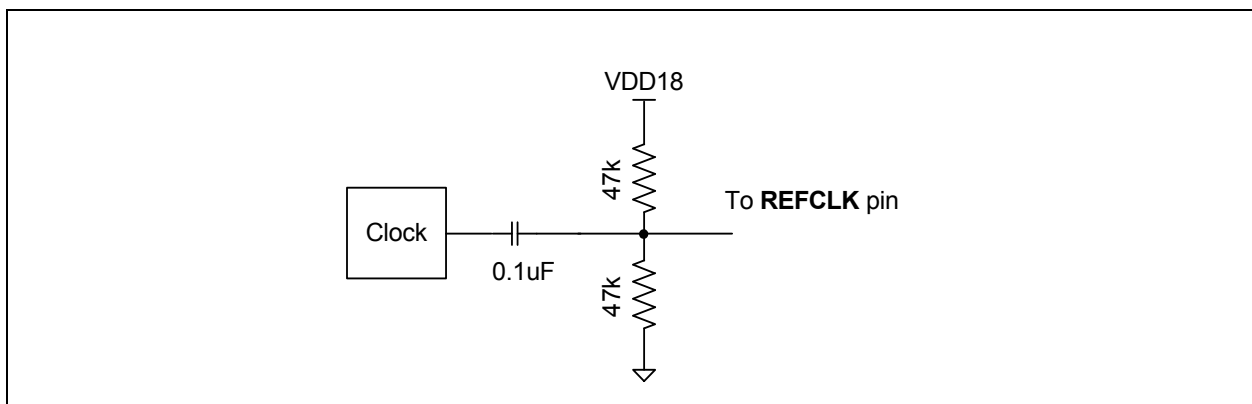 VDD18
47k
To REFCLK pin
Clock
0.1uF
47k